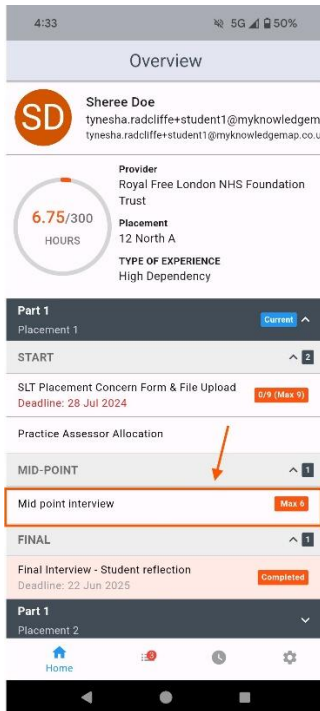 4:33
5G
50%
Overview
SD
Sheree Doe
tynesha.radcliffe+student1@myknowledgem
tynesha.radcliffe+student1@myknowledgemap.co.u
Provider
Royal Free London NHS Foundation
Trust
6.75/300
HOURS
Placement
12 North A
TYPE OF EXPERIENCE
High Dependency
Part 1
Placement 1
Current
START
2
SLT Placement Concern Form & File Upload
Deadline: 28 Jul 2024
0/9 (Max 9)
Practice Assessor Allocation
MID-POINT
1
Mid point interview
Max 6
FINAL
1
Final Interview - Student reflection
Deadline: 22 Jun 2025
Completed
Part 1
Placement 2
3
Home